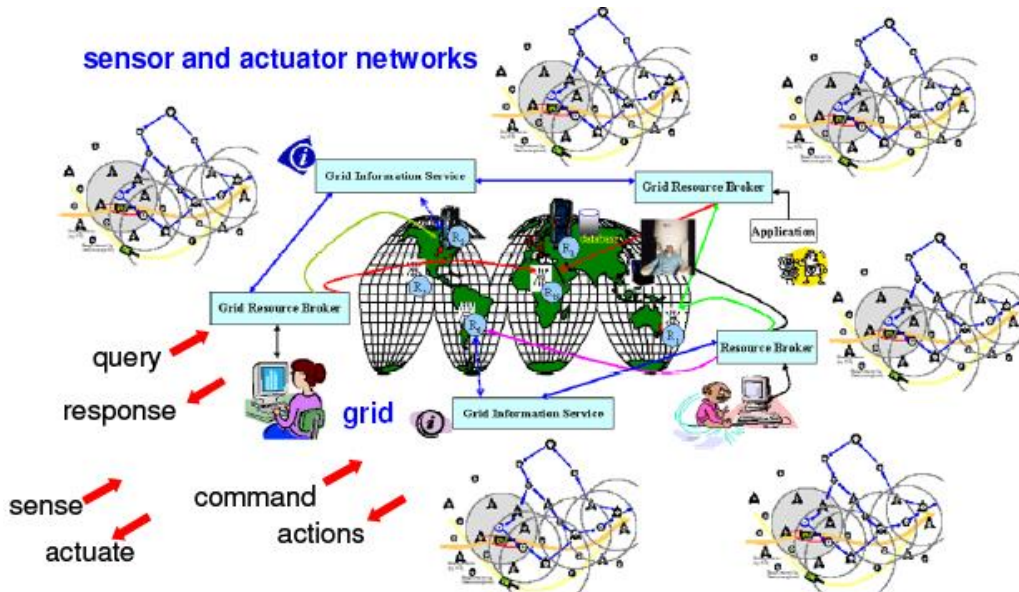 sensor and actuator networks
Grid Information Service
Grid Resource Broker
Application
database
Grid Resource Broker
Resource Broker
query
response
grid
Grid Information Service
sense
command
actuate
actions